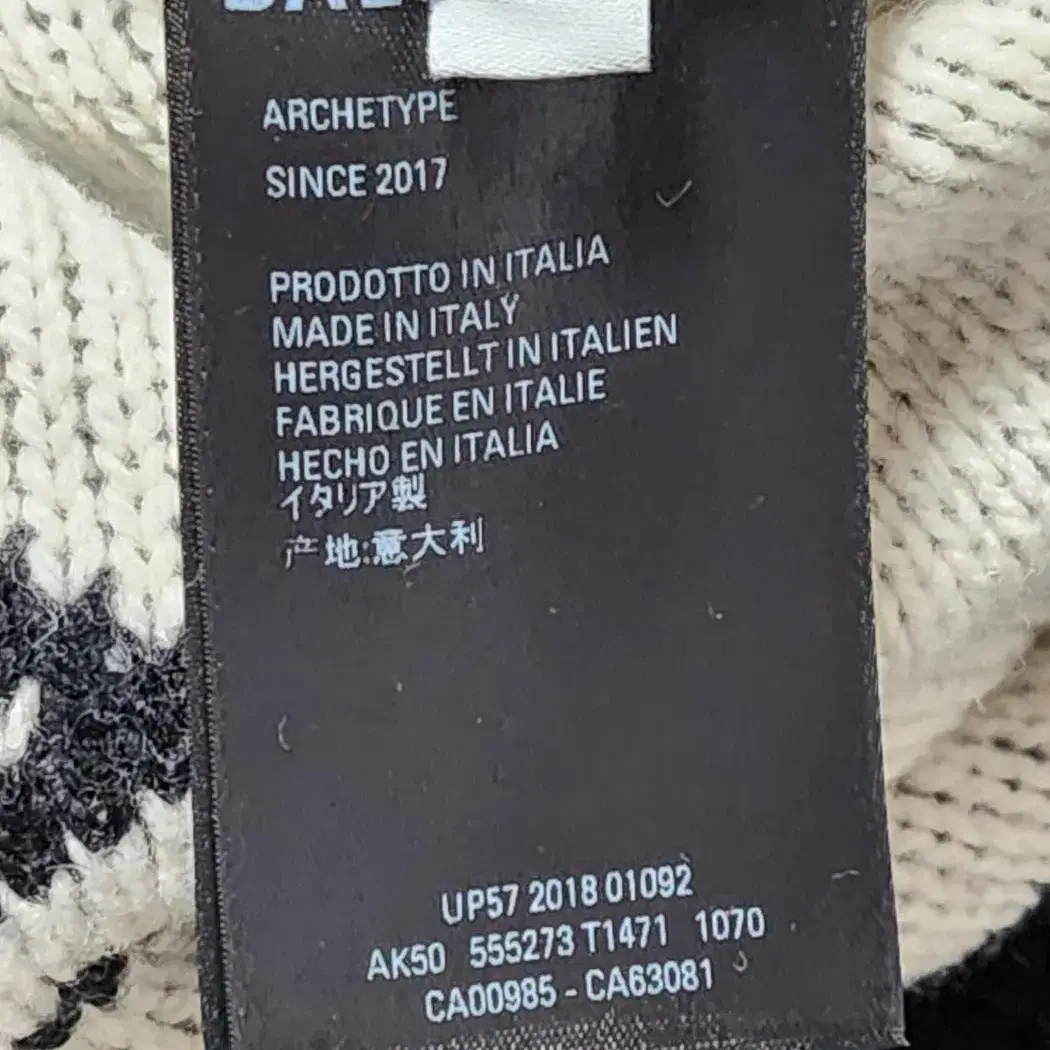 ARCHETYPE
SINCE 2017
PRODOTTO IN ITALIA
MADE IN ITALY
HERGESTELLT IN ITALIEN
FABRIQUE EN ITALIE
HECHO EN ITALIA
イタリア製
产地:意大利
UP57 2018 01092
AK50 555273 T1471 1070
CA00985 - CA63081